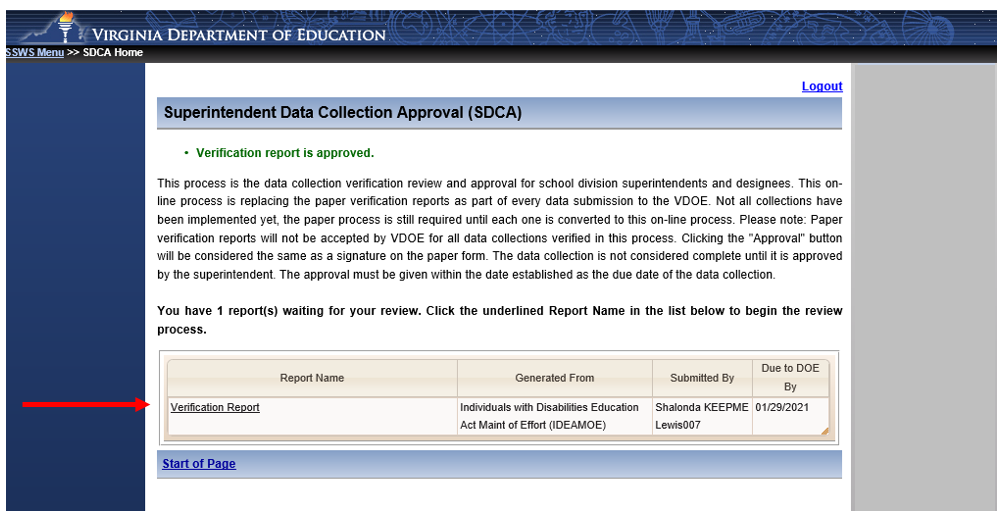 VIRGINIA DEPARTMENT OF EDUCATION
SSWS Menu >> SDCA Home
Logout
Superintendent Data Collection Approval (SDCA)
• Verification report is approved.
This process is the data collection verification review and approval for school division superintendents and designees. This on-
line process is replacing the paper verification reports as part of every data submission to the VDOE. Not all collections have
been implemented yet, the paper process is still required until each one is converted to this on-line process. Please note: Paper
verification reports will not be accepted by VDOE for all data collections verified in this process. Clicking the "Approval" button
will be considered the same as a signature on the paper form. The data collection is not considered complete until it is approved
by the superintendent. The approval must be given within the date established as the due date of the data collection.
You have 1 report(s) waiting for your review. Click the underlined Report Name in the list below to begin the review
process.
Report Name Generated From Submitted By Due to DOE
By
Verification Report Individuals with Disabilities Education Shalonda KEEPME 01/29/2021
Act Maint of Effort (IDEAMOE) Lewis007
Start of Page